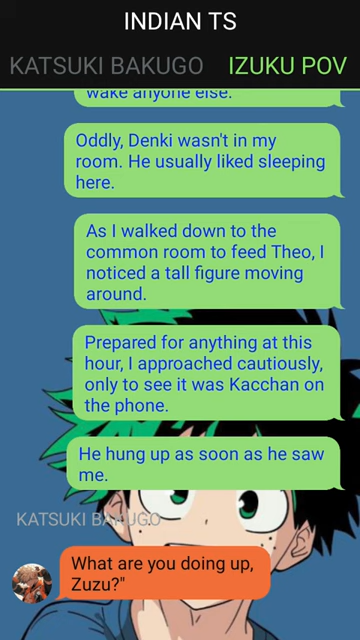 INDIAN TS
KATSUKI BAKUGO IZUKU POV
wake anyone else.
Oddly, Denki wasn't in my
room. He usually liked sleeping
here.
As I walked down to the
common room to feed Theo, I
noticed a tall figure moving
around.
Prepared for anything at this
hour, I approached cautiously,
only to see it was Kacchan on
the phone.
He hung up as soon as he saw
me.
KATSUKI BAKUGO
What are you doing up,
Zuzu?"